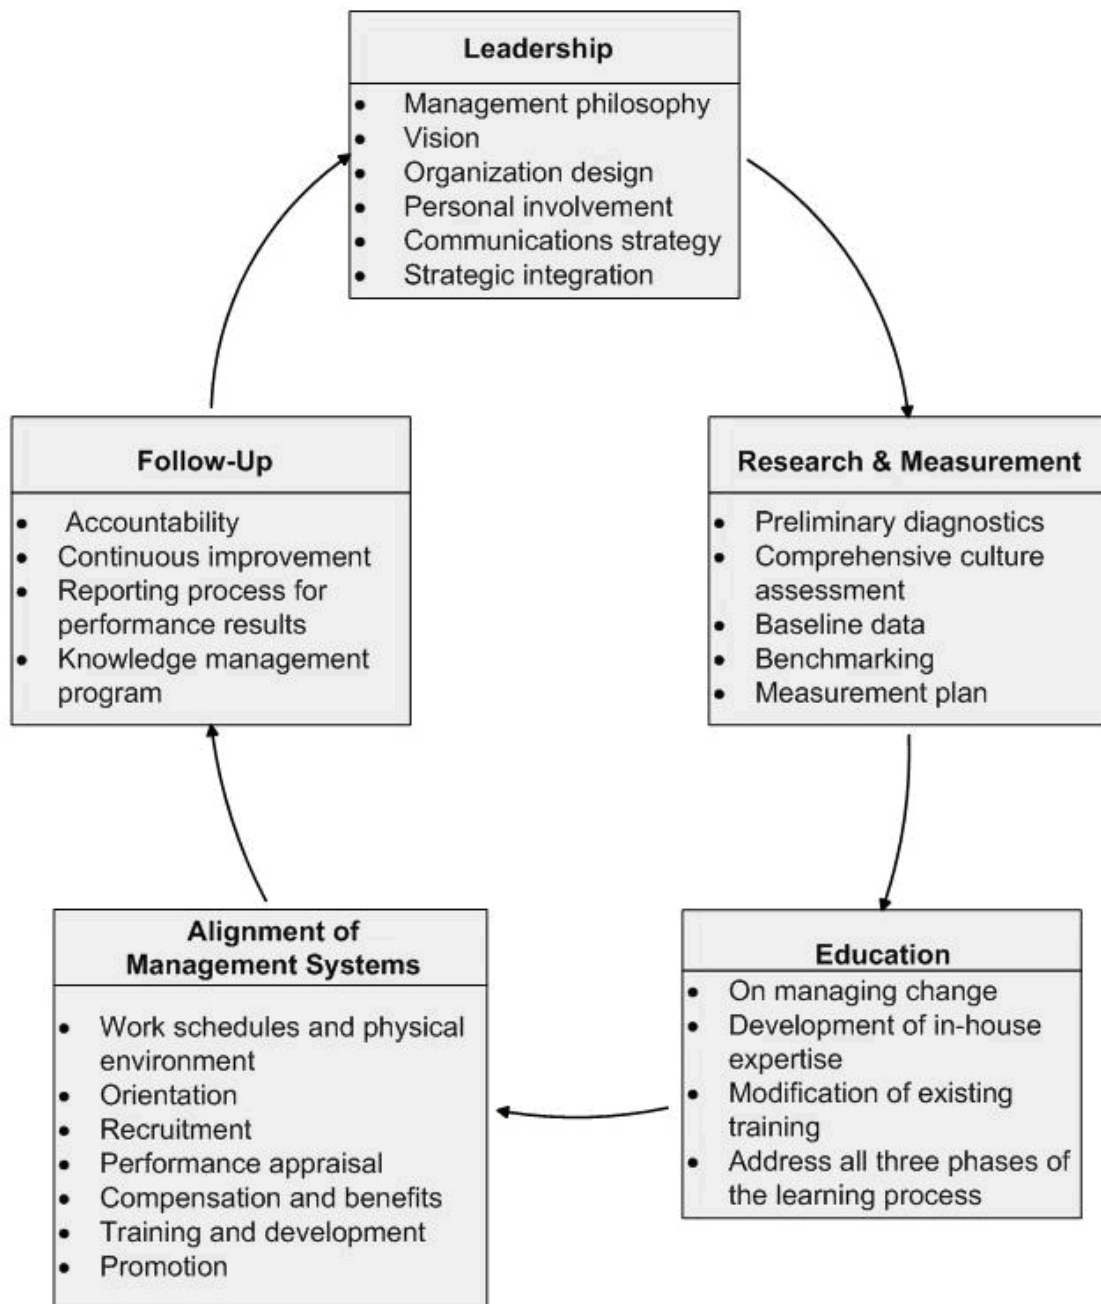 Leadership
• Management philosophy
• Vision
• Organization design
• Personal involvement
• Communications strategy
• Strategic integration
Research & Measurement
• Preliminary diagnostics
• Comprehensive culture
assessment
• Baseline data
• Benchmarking
• Measurement plan
Education
• On managing change
• Development of in-house
expertise
• Modification of existing
training
• Address all three phases of
the learning process
Alignment of
Management Systems
• Work schedules and physical
environment
• Orientation
• Recruitment
• Performance appraisal
• Compensation and benefits
• Training and development
• Promotion
Follow-Up
• Accountability
• Continuous improvement
• Reporting process for
performance results
• Knowledge management
program